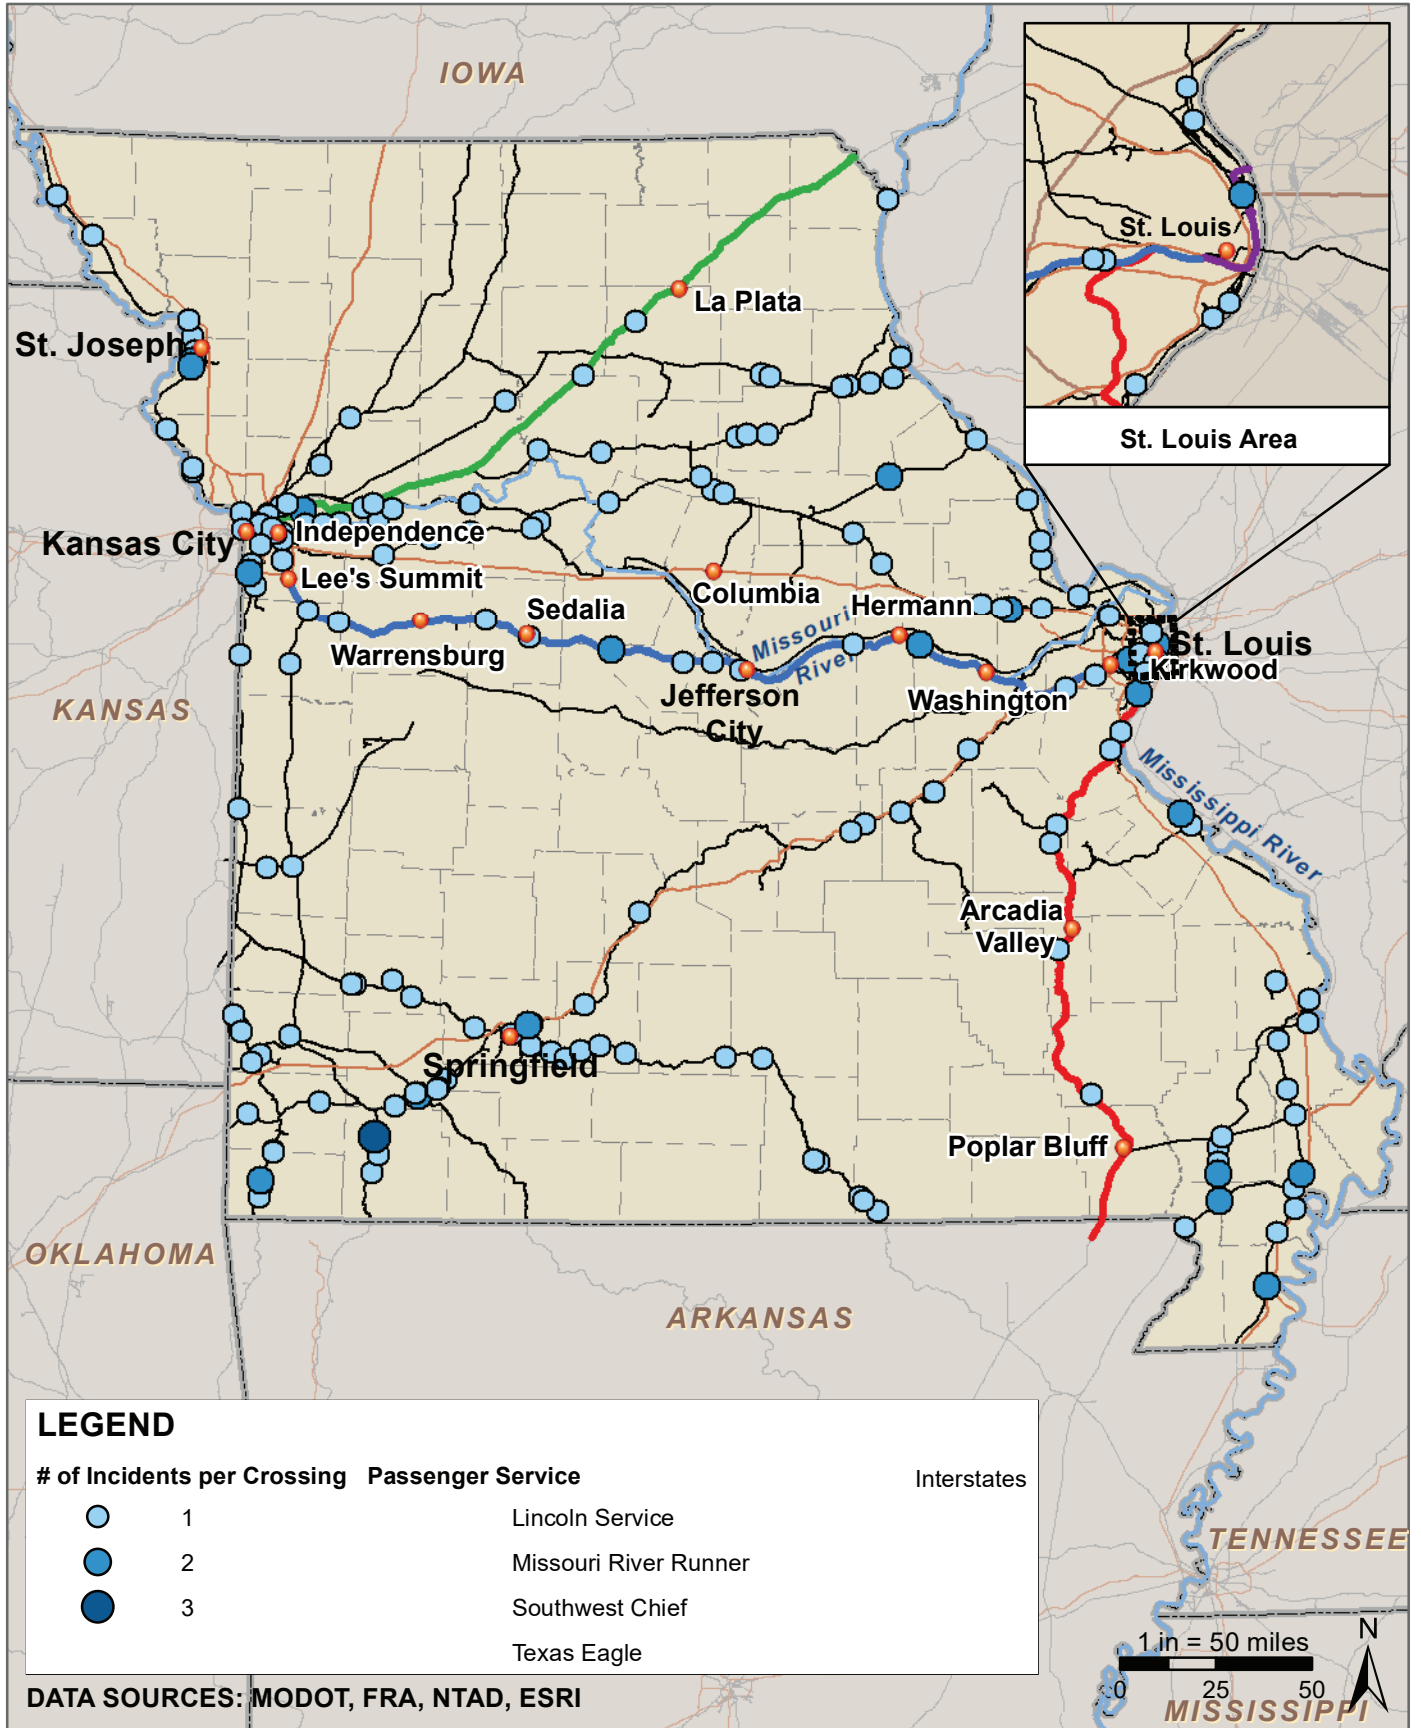 IOWA
St. Louis
St. Louis Area
La Plata
St. Joseph
Kansas City
Independence
Lee's Summit
Columbia
Sedalia
Hermann
Missouri
River
Warrensburg
St. Louis
Kirkwood
Jefferson
City
Washington
KANSAS
Mississippi River
Arcadia
Valley
Springfield
Poplar Bluff
OKLAHOMA
ARKANSAS
LEGEND
# of Incidents per Crossing Passenger Service
Interstates
1 Lincoln Service
2 Missouri River Runner
3 Southwest Chief
Texas Eagle
TENNESSEE
N
1 in = 50 miles
0 25 50
MISSISSIPPI
DATA SOURCES: MODOT, FRA, NTAD, ESRI